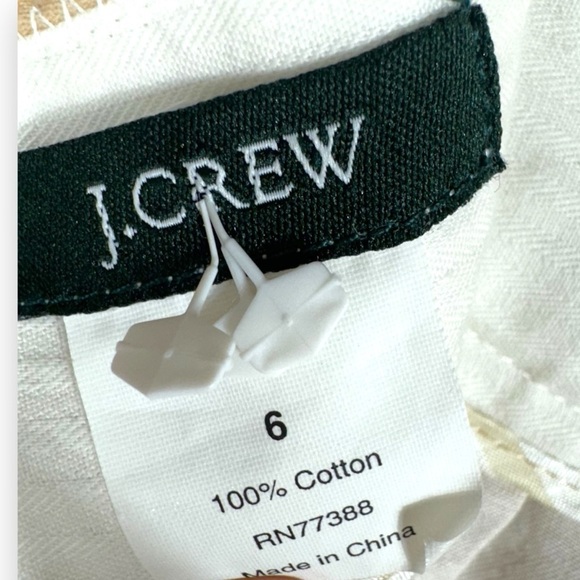 J.CREW
6
100% Cotton
RN77388
Made in China